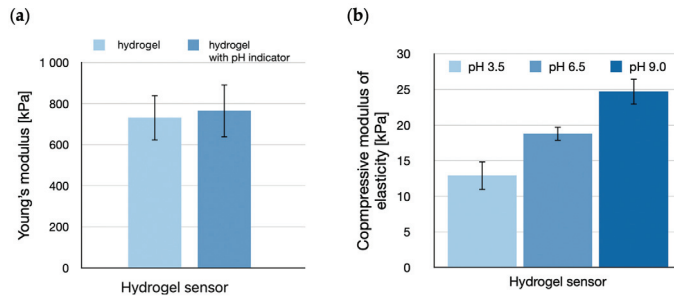 (a)
hydrogel
hydrogel
with pH indicator
Young's modulus [kPa]
1 000
800
600
400
200
0
Hydrogel sensor
(b)
Copmpressive modulus of
elasticity [kPa]
30
25
20
15
10
5
0
pH 3.5 pH 6.5 pH 9.0
Hydrogel sensor